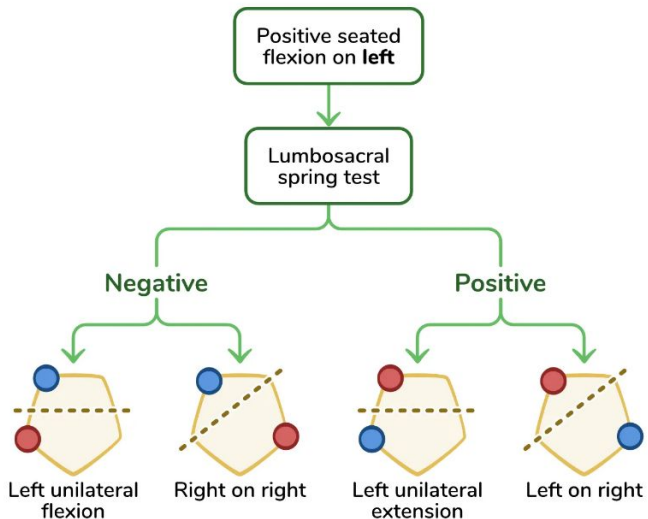 Positive seated
flexion on left
Lumbosacral
spring test
Negative
Positive
Left unilateral
flexion
Right on right
Left unilateral
extension
Left on right